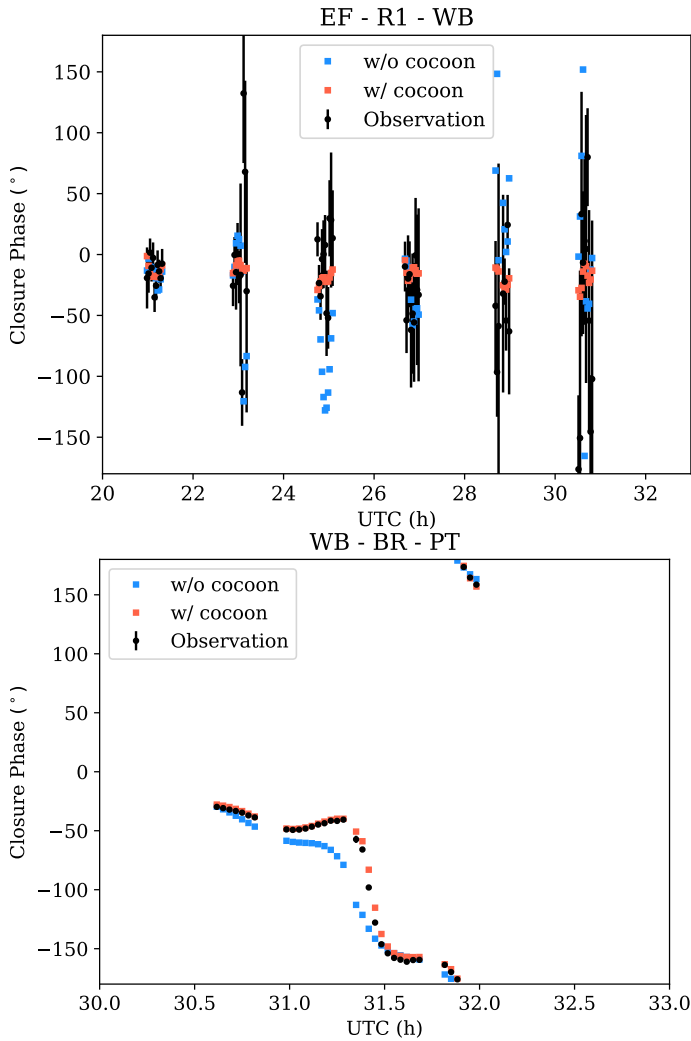 EF - R1 - WB
w/o cocoon
w/ cocoon
Observation
Closure Phase (°)
150
100
50
0
−50
−100
−150
20 22 24 26 28 30 32
UTC (h)
WB - BR - PT
w/o cocoon
w/ cocoon
Observation
Closure Phase (°)
150
100
50
0
−50
−100
−150
30.0 30.5 31.0 31.5 32.0 32.5 33.0
UTC (h)